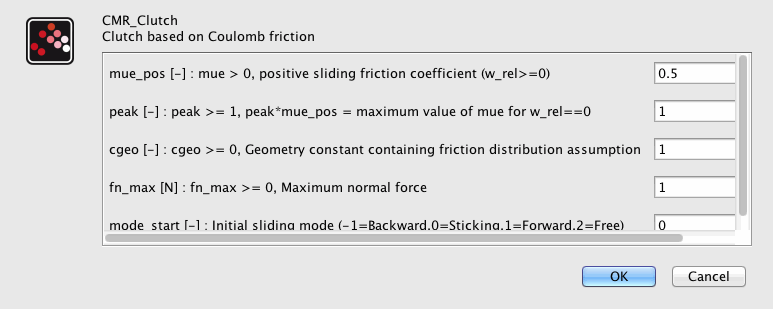 CMR_Clutch
Clutch based on Coulomb friction
mue_pos [-] : mue > 0, positive sliding friction coefficient (w_rel>=0) 0.5
peak [-] : peak >= 1, peak*mue_pos = maximum value of mue for w_rel==0 1
cgeo [-] : cgeo >= 0, Geometry constant containing friction distribution assumption 1
fn_max [N] : fn_max >= 0, Maximum normal force 1
mode_start [-] : Initial sliding mode (-1=Backward,0=Sticking,1=Forward,2=Free) 0
OK Cancel